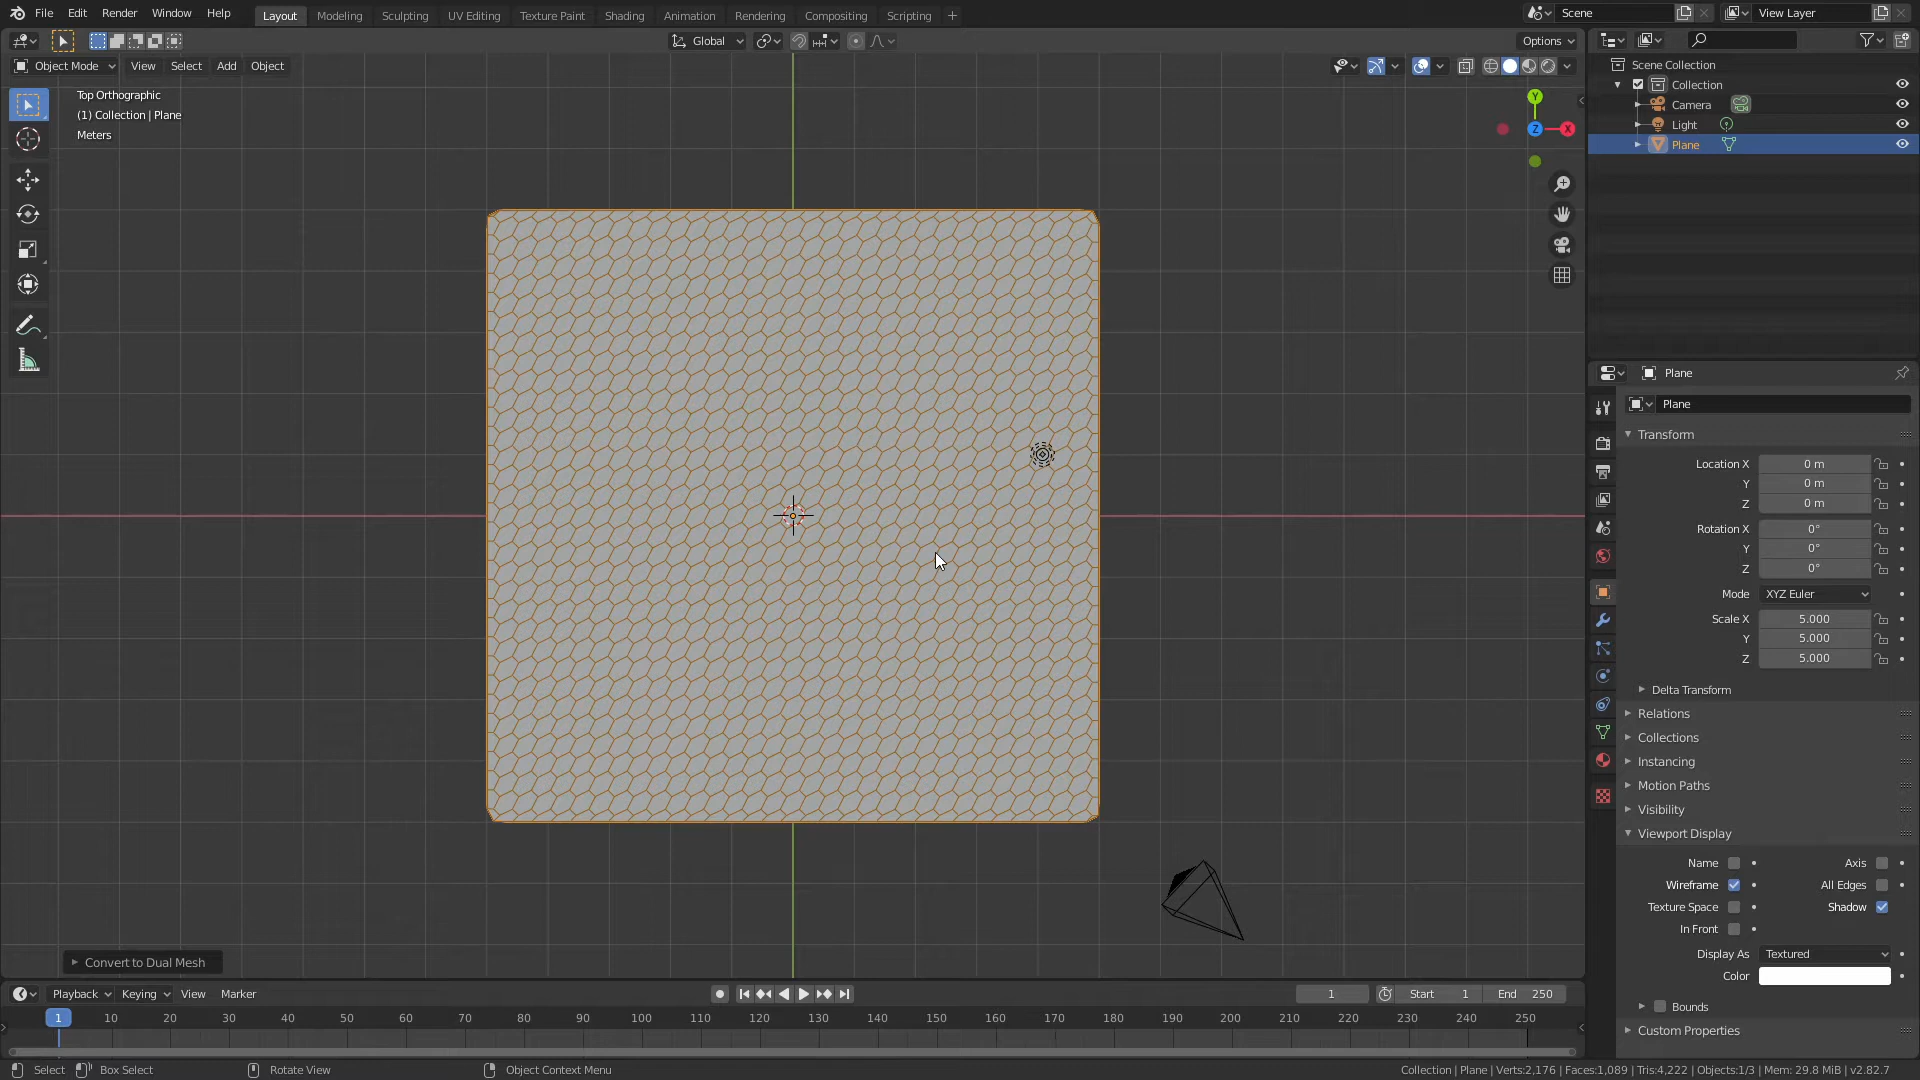 File Edit Render Window Help Layout Modeling Sculpting UV Editing Texture Paint Shading Animation Rendering Compositing Scripting + Scene View Layer
Global Options
Object Mode View Select Add Object
Top Orthographic
(1) Collection | Plane
Meters
Y
Z X
Scene Collection
Collection
Camera
Light
Plane
Plane
Plane
Transform
Location X 0 m
Y 0 m
Z 0 m
Rotation X 0°
Y 0°
Z 0°
Mode XYZ Euler
Scale X 5.000
Y 5.000
Z 5.000
Delta Transform
Relations
Collections
Instancing
Motion Paths
Visibility
Viewport Display
Name Axis
Wireframe All Edges
Texture Space Shadow
In Front
Display As Textured
Color
Bounds
Custom Properties
Convert to Dual Mesh
Playback Keying View Marker 1 Start 1 End 250
1 10 20 30 40 50 60 70 80 90 100 110 120 130 140 150 160 170 180 190 200 210 220 230 240 250
Select Box Select Rotate View Object Context Menu Collection | Plane | Verts:2,176 | Faces:1,089 | Tris:4,222 | Objects:1/3 | Mem: 29.8 MiB | v2.82.7